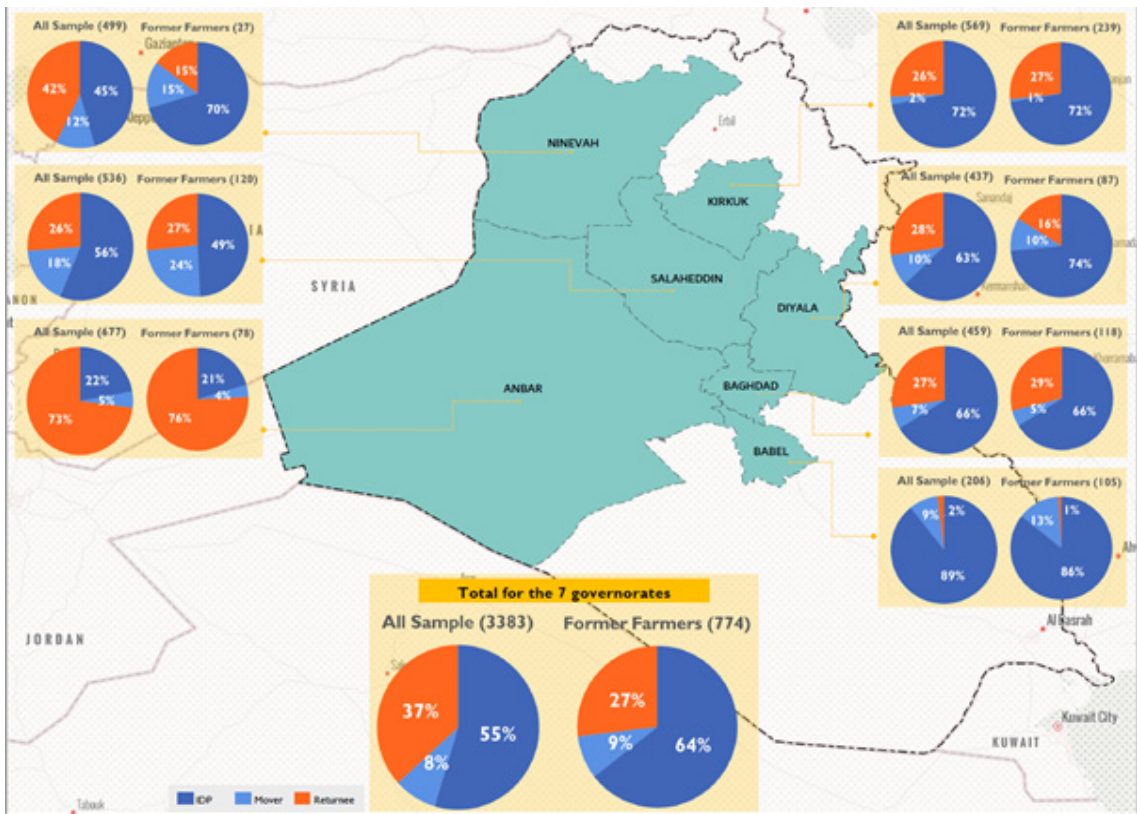 All Sample (499) Former Farmers (27)
42%
45%
12%
15%
15%
70%
All Sample (536) Former Farmers (120)
26%
56%
18%
27%
49%
24%
All Sample (677) Former Farmers (78)
22%
5%
73%
21%
4%
76%
All Sample (569) Former Farmers (239)
26%
2%
72%
27%
1%
72%
All Sample (437) Former Farmers (87)
28%
10%
63%
16%
10%
74%
All Sample (459) Former Farmers (118)
27%
7%
66%
29%
5%
66%
All Sample (206) Former Farmers (105)
9%
2%
89%
13%
1%
86%
NINEVAH
KIRKUK
SALAHEDDIN
DIYALA
ANBAR
BAGHDAD
BABEL
Erbil
SYRIA
JORDAN
Tabouk
Sanandaj
Kermanshah
Al Basrah
Kuwait City
KUWAIT
Total for the 7 governorates
All Sample (3383) Former Farmers (774)
37%
55%
8%
27%
9%
64%
IDP Mover Returnee